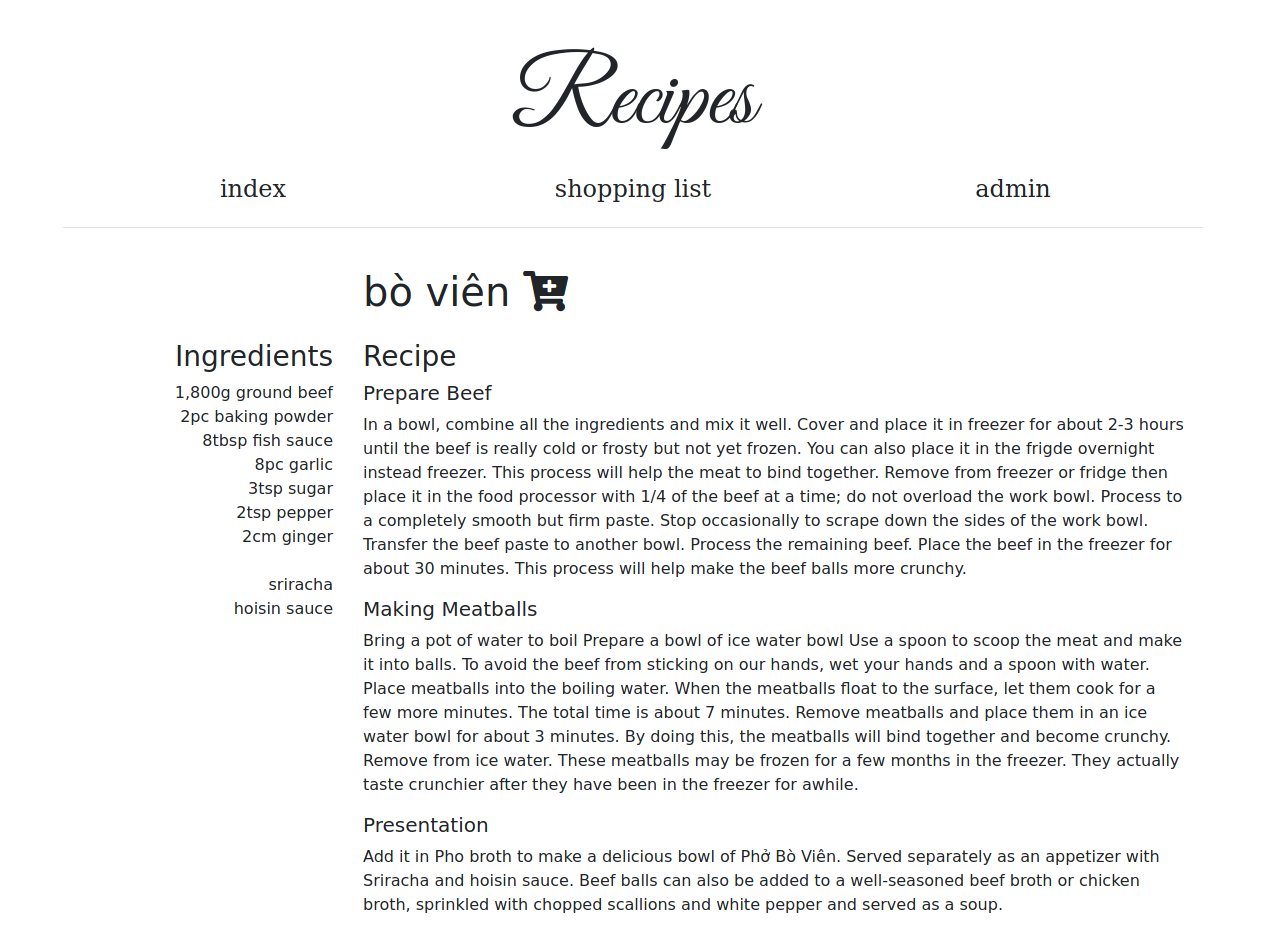 Recipes
index
shopping list
admin
bò viên
Ingredients
1,800g ground beef
2pc baking powder
8tbsp fish sauce
8pc garlic
3tsp sugar
2tsp pepper
2cm ginger
sriracha
hoisin sauce
Recipe
Prepare Beef
In a bowl, combine all the ingredients and mix it well. Cover and place it in freezer for about 2-3 hours
until the beef is really cold or frosty but not yet frozen. You can also place it in the frigde overnight
instead freezer. This process will help the meat to bind together. Remove from freezer or fridge then
place it in the food processor with 1/4 of the beef at a time; do not overload the work bowl. Process to
a completely smooth but firm paste. Stop occasionally to scrape down the sides of the work bowl.
Transfer the beef paste to another bowl. Process the remaining beef. Place the beef in the freezer for
about 30 minutes. This process will help make the beef balls more crunchy.
Making Meatballs
Bring a pot of water to boil Prepare a bowl of ice water bowl Use a spoon to scoop the meat and make
it into balls. To avoid the beef from sticking on our hands, wet your hands and a spoon with water.
Place meatballs into the boiling water. When the meatballs float to the surface, let them cook for a
few more minutes. The total time is about 7 minutes. Remove meatballs and place them in an ice
water bowl for about 3 minutes. By doing this, the meatballs will bind together and become crunchy.
Remove from ice water. These meatballs may be frozen for a few months in the freezer. They actually
taste crunchier after they have been in the freezer for awhile.
Presentation
Add it in Pho broth to make a delicious bowl of Phở Bò Viên. Served separately as an appetizer with
Sriracha and hoisin sauce. Beef balls can also be added to a well-seasoned beef broth or chicken
broth, sprinkled with chopped scallions and white pepper and served as a soup.